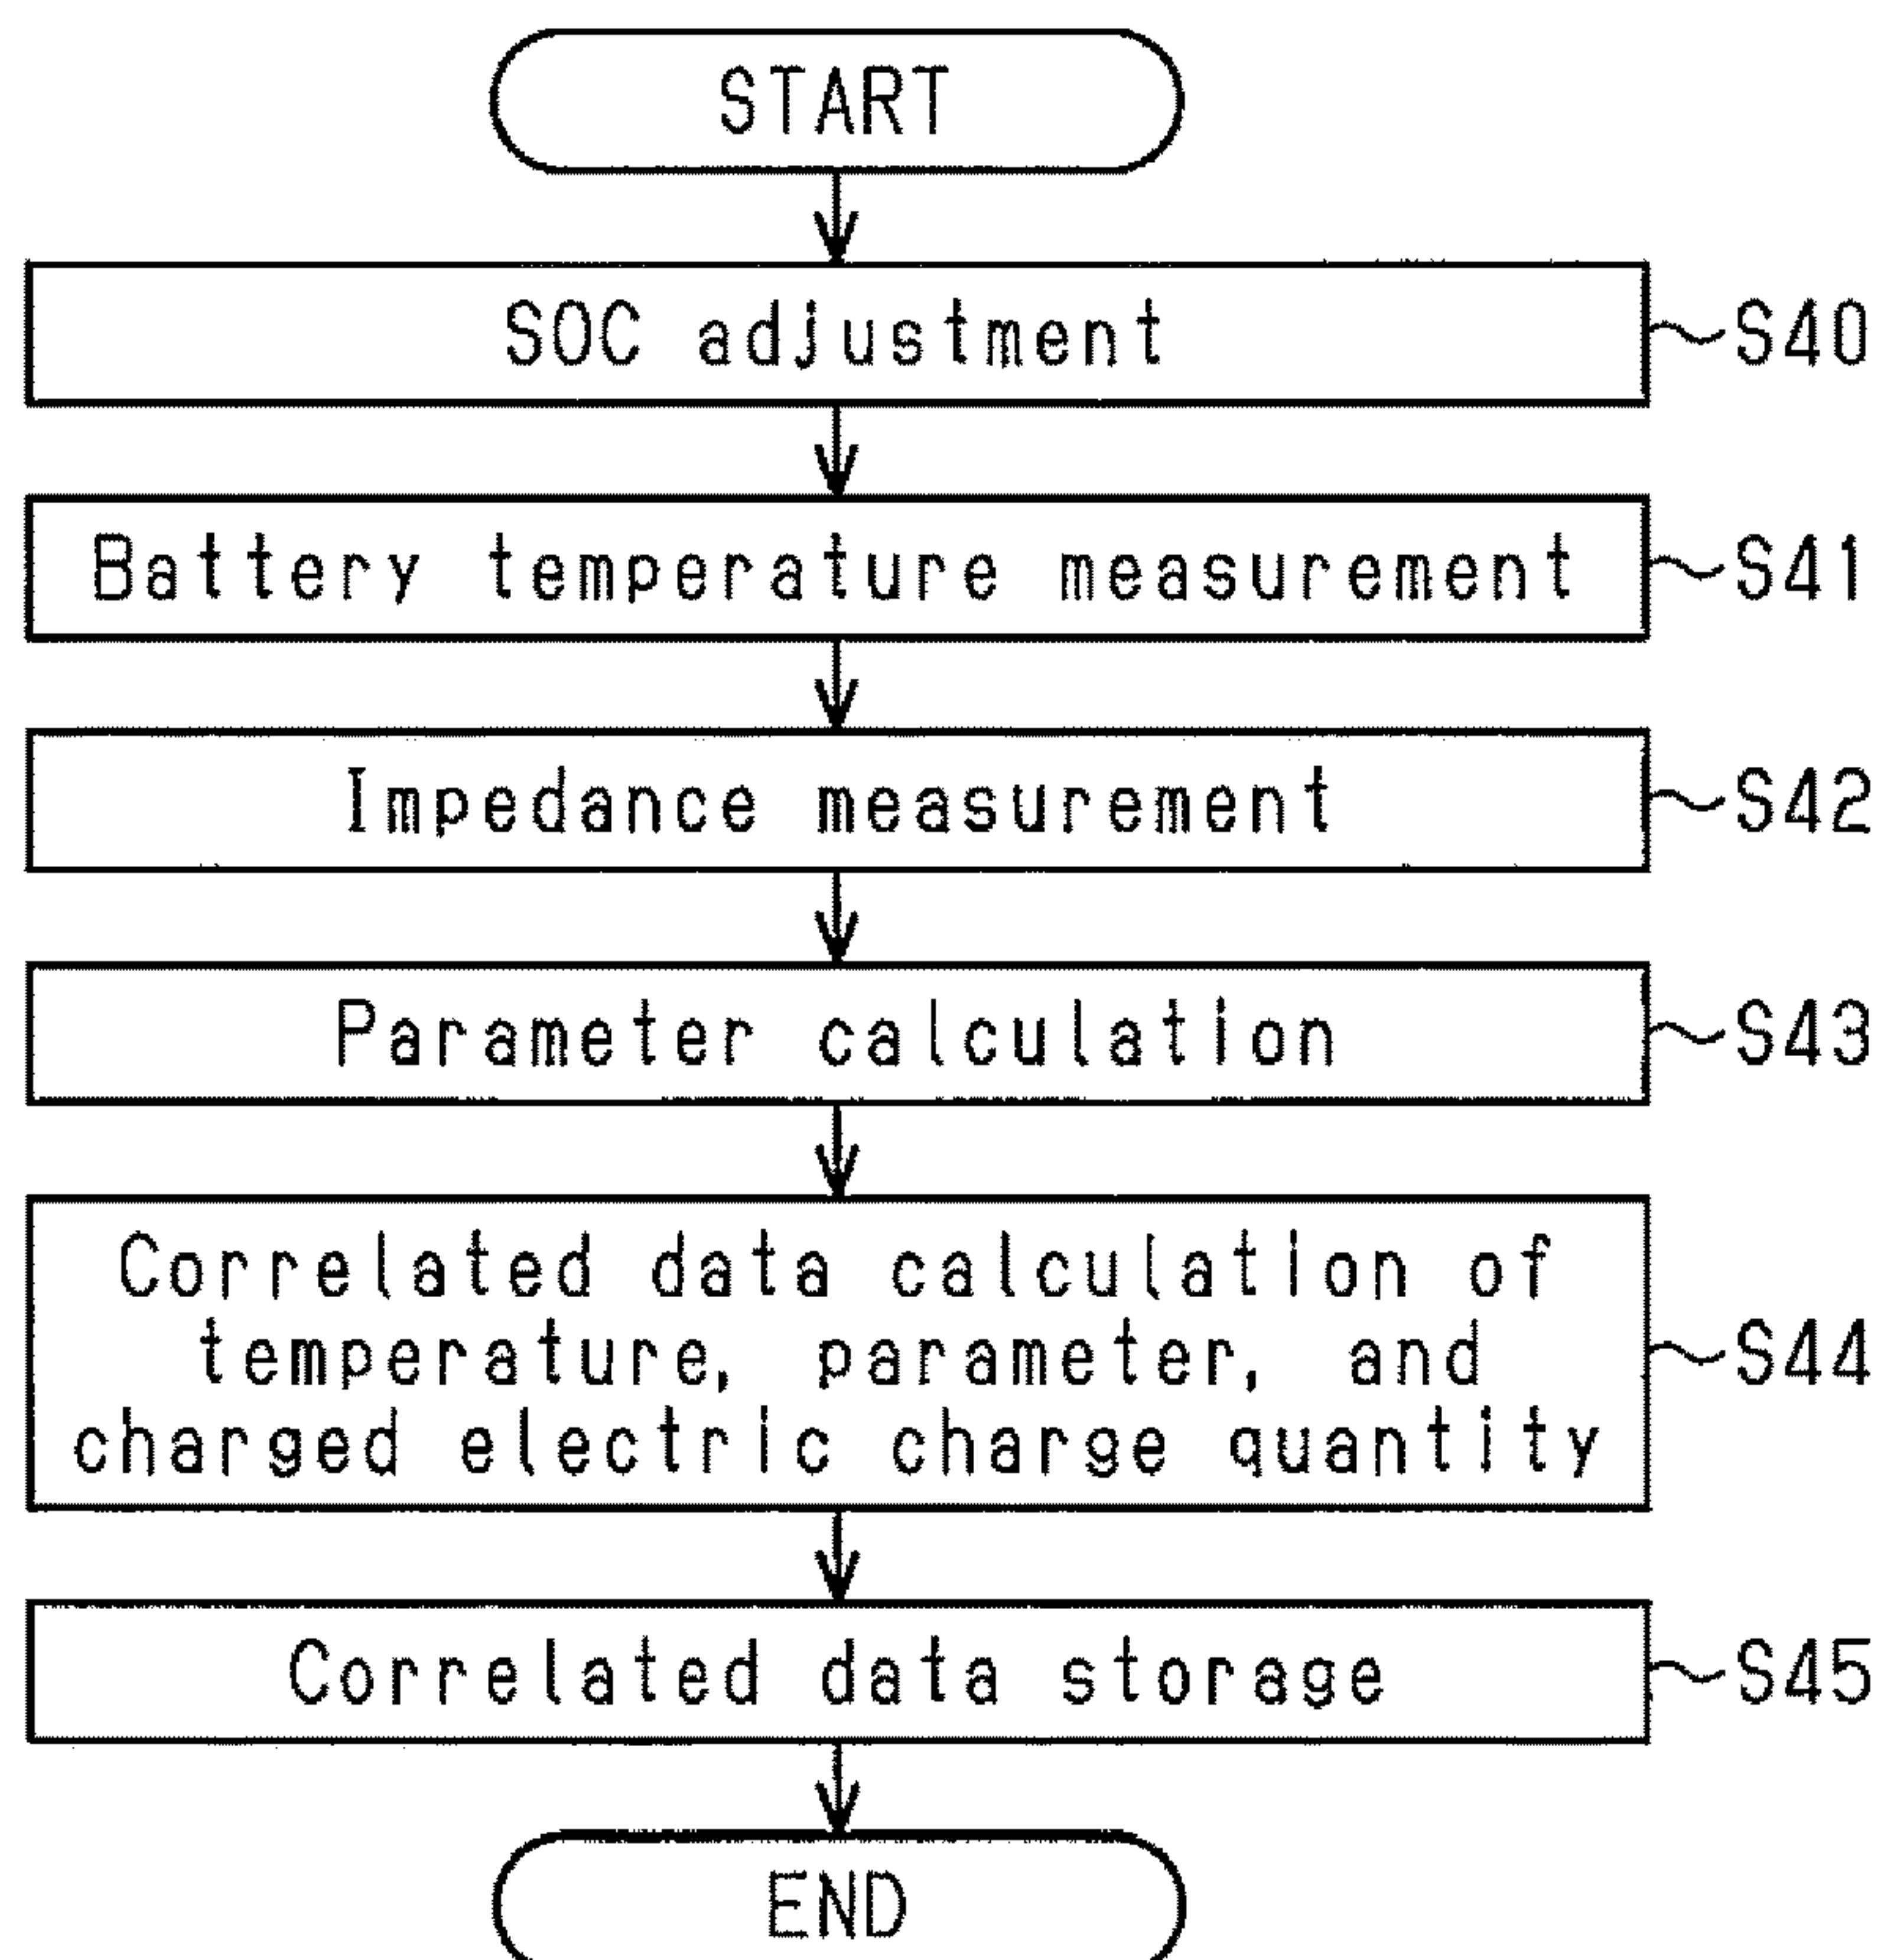 START
SOC adjustment
S40
Battery temperature measurement
S41
Impedance measurement
S42
Parameter calculation
S43
Correlated data calculation of
temperature, parameter, and
charged electric charge quantity
S44
Correlated data storage
S45
END